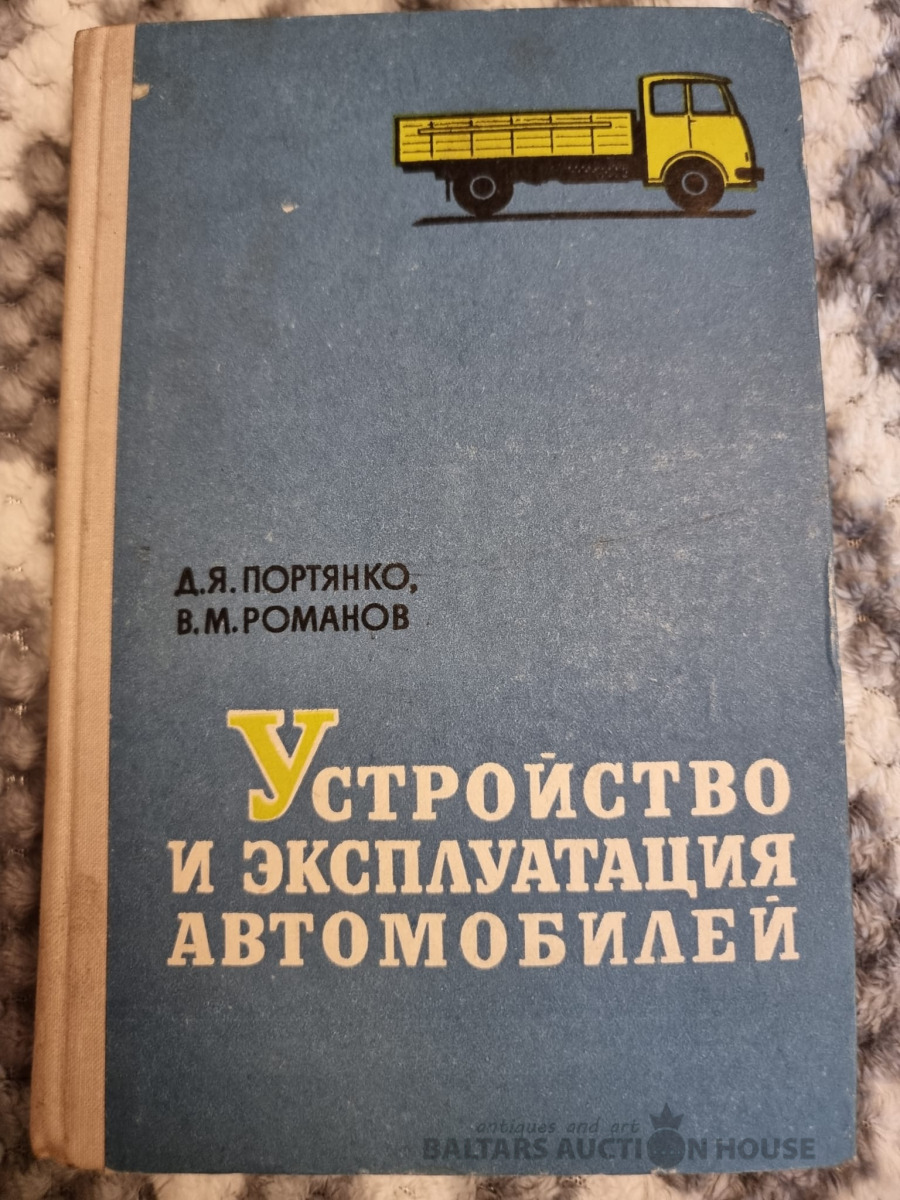 Д.Я.ПОРТЯНКО,
В.М.РОМАНОВ
УСТРОЙСТВО
И ЭКСПЛУАТАЦИЯ
АВТОМОБИЛЕЙ
antiques and art
BALTARS AUCTION HOUSE